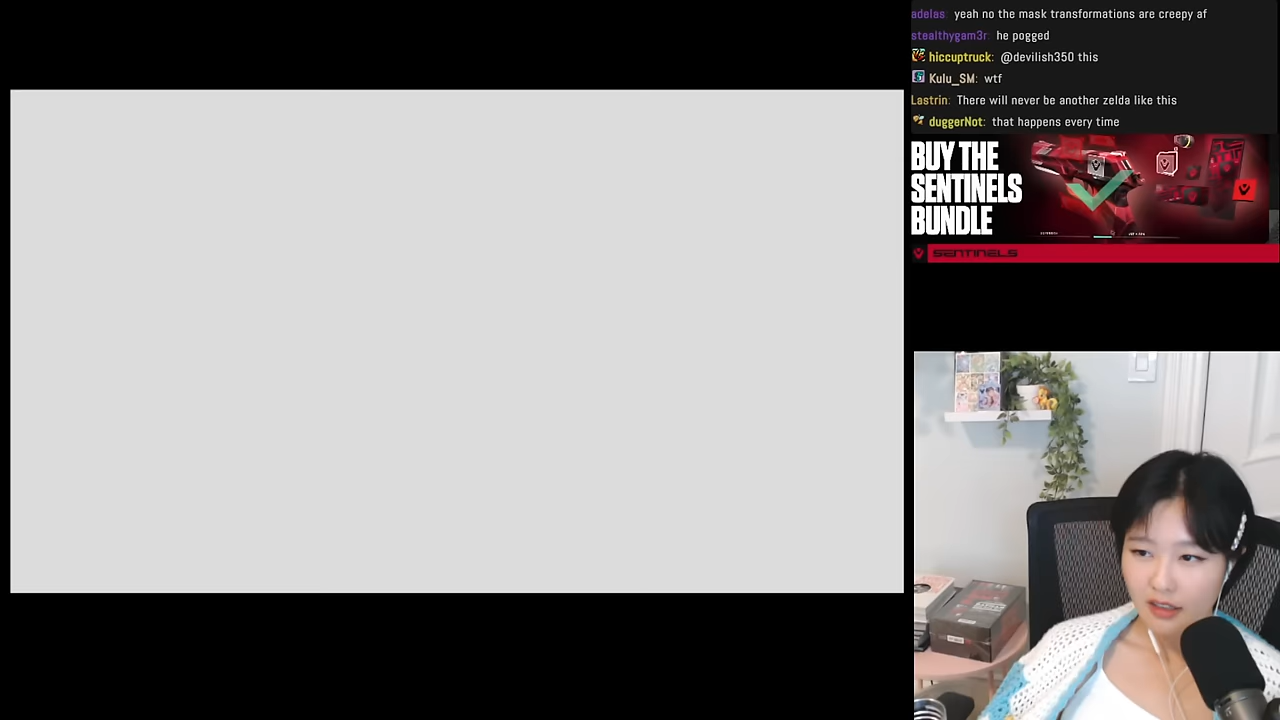 adelas: yeah no the mask transformations are creepy af
stealthygam3r: he pogged
hiccuptruck: @devilish350 this
Kulu_SM: wtf
Lastrin: There will never be another zelda like this
duggerNot: that happens every time
BUY THE
SENTINELS
BUNDLE
SENTINELS